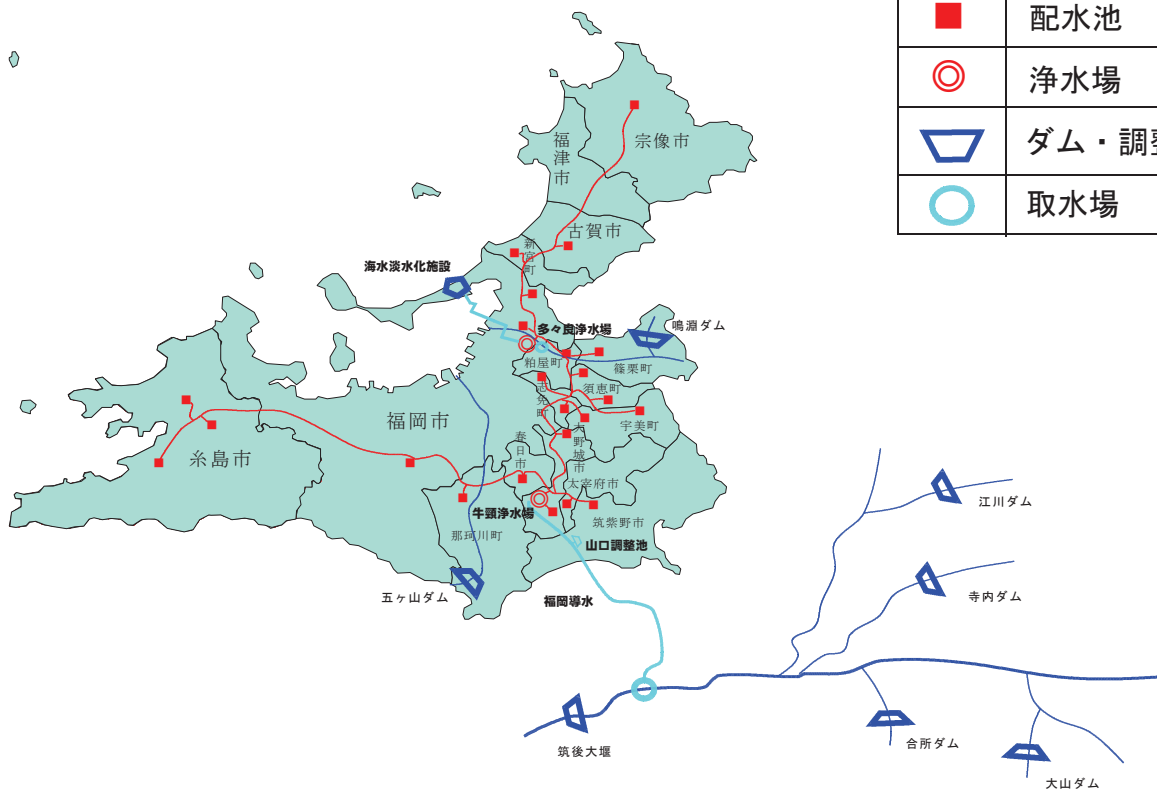 配水池
浄水場
ダム・調整
取水場
宗像市
福津市
古賀市
新宮町
海水淡水化施設
多々良浄水場
鳴淵ダム
粕屋町
篠栗町
須恵町
志免町
宇美町
福岡市
糸島市
春日市
大野城市
太宰府市
牛頸浄水場
筑紫野市
那珂川町
山口調整池
五ヶ山ダム
福岡導水
江川ダム
寺内ダム
筑後大堰
合所ダム
大山ダム